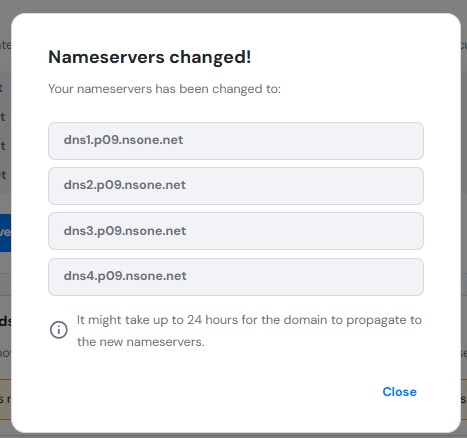 Nameservers changed!
Your nameservers has been changed to:
dns1.p09.nsone.net
dns2.p09.nsone.net
dns3.p09.nsone.net
dns4.p09.nsone.net
It might take up to 24 hours for the domain to propagate to
the new nameservers.
Close